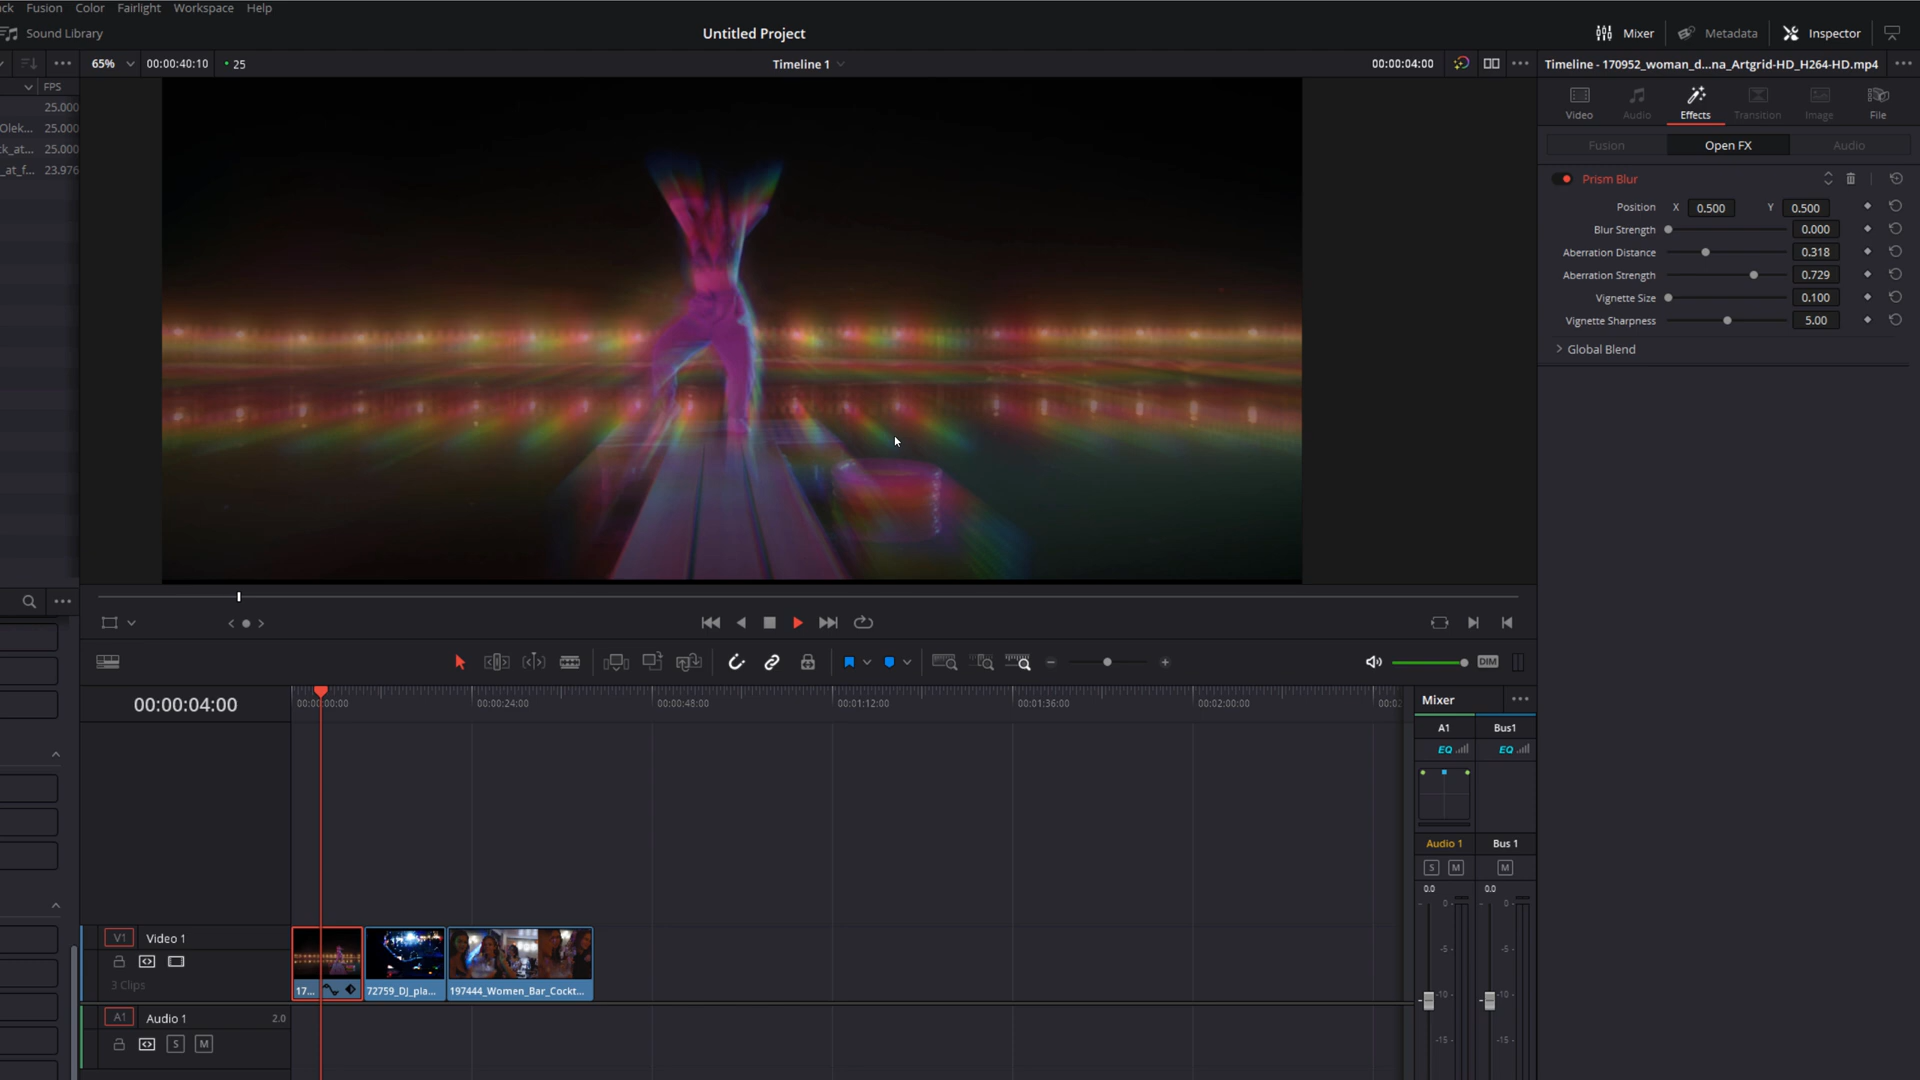 Fusion Color Fairlight Workspace Help
Sound Library
Untitled Project
Mixer Metadata Inspector
65% 00:00:40:10 • 25
Timeline 1
00:00:04:00
Timeline - 170952_woman_d...na_Artgrid-HD_H264-HD.mp4
FPS
25.000
Olek... 25.000
ck_at... 25.000
_at_f... 23.976
Video Audio Effects Transition Image File
Fusion Open FX Audio
Prism Blur
Position X 0.500 Y 0.500
Blur Strength 0.000
Aberration Distance 0.318
Aberration Strength 0.729
Vignette Size 0.100
Vignette Sharpness 5.00
Global Blend
DIM
00:00:04:00
00:00:00:00 00:00:24:00 00:00:48:00 00:01:12:00 00:01:36:00 00:02:00:00
Mixer
A1 Bus1
EQ EQ
Audio 1 Bus 1
S M M
0.0 0.0
0- 0-
-5- -5-
-10- -10-
-15- -15-
V1 Video 1
3 Clips
17... 72759_DJ_pla... 197444_Women_Bar_Cockt...
A1 Audio 1 2.0
S M